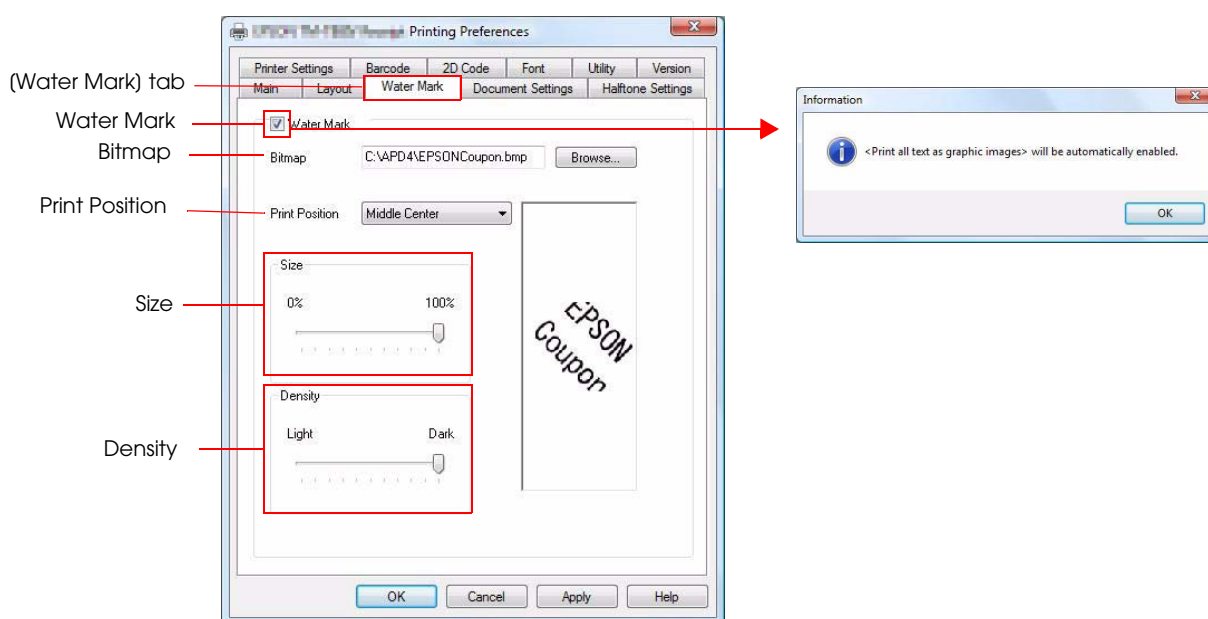 Printing Preferences
Printer Settings Barcode 2D Code Font Utility Version
(Water Mark) tab
Main Layout Water Mark Document Settings Halftone Settings
Water Mark
Water Mark
Bitmap
Bitmap C:\APD4\EPSONCoupon.bmp Browse...
Print Position
Print Position Middle Center
Size
Size
0% 100%
EPSON
Coupon
Density
Density
Light Dark
OK Cancel Apply Help
Information
<Print all text as graphic images> will be automatically enabled.
OK